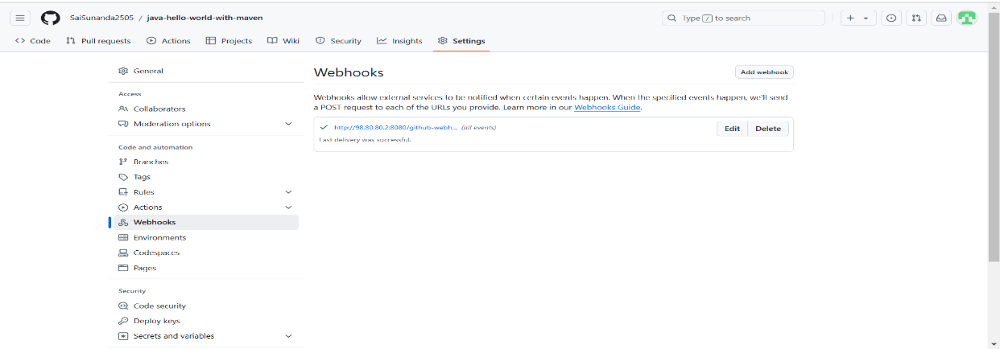 SaiSunanda2505 / java-hello-world-with-maven
Type / to search
Code Pull requests Actions Projects Wiki Security Insights Settings
General
Access
Collaborators
Moderation options
Code and automation
Branches
Tags
Rules
Actions
Webhooks
Environments
Codespaces
Pages
Security
Code security
Deploy keys
Secrets and variables
Webhooks
Add webhook
Webhooks allow external services to be notified when certain events happen. When the specified events happen, we'll send
a POST request to each of the URLs you provide. Learn more in our Webhooks Guide.
http://98.80.80.2:8080/github-webh... (all events)
Edit Delete
Last delivery was successful.